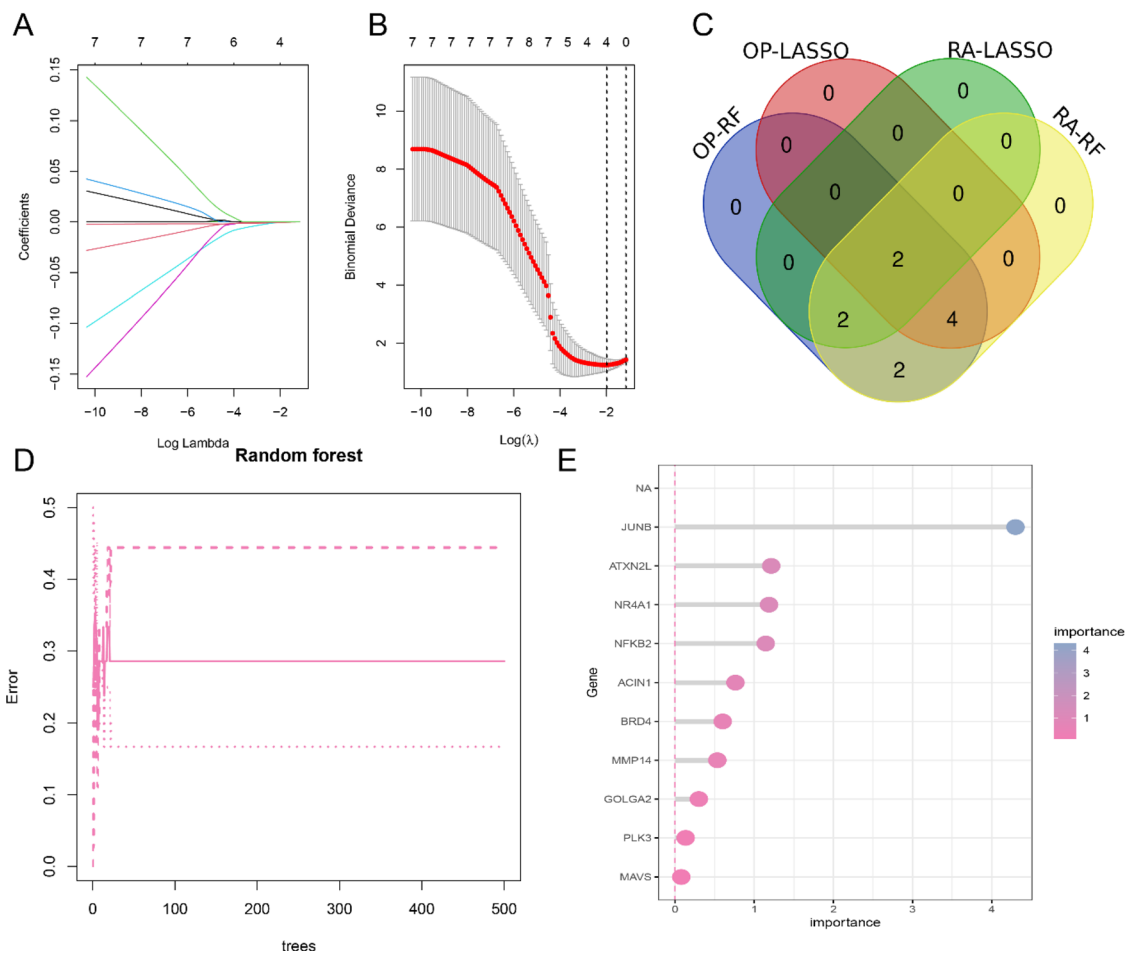 A
7 7 7 6 4
0.15
0.10
0.05
0.00
−0.05
−0.10
−0.15
Coefficients
−10 −8 −6 −4 −2
Log Lambda
B
7 7 7 7 7 7 7 8 7 5 4 4 0
10
8
6
4
2
Binomial Deviance
−10 −8 −6 −4 −2
Log(λ)
C
OP-LASSO RA-LASSO
OP-RF RA-RF
0 0
0 0 0
0 0 0 0
0 2 0
2 4
2
D
Random forest
0.5
0.4
0.3
0.2
0.1
0.0
Error
0 100 200 300 400 500
trees
E
NA
JUNB
ATXN2L
NR4A1
NFKB2
ACIN1
BRD4
MMP14
GOLGA2
PLK3
MAVS
Gene
0 1 2 3 4
importance
importance
4
3
2
1